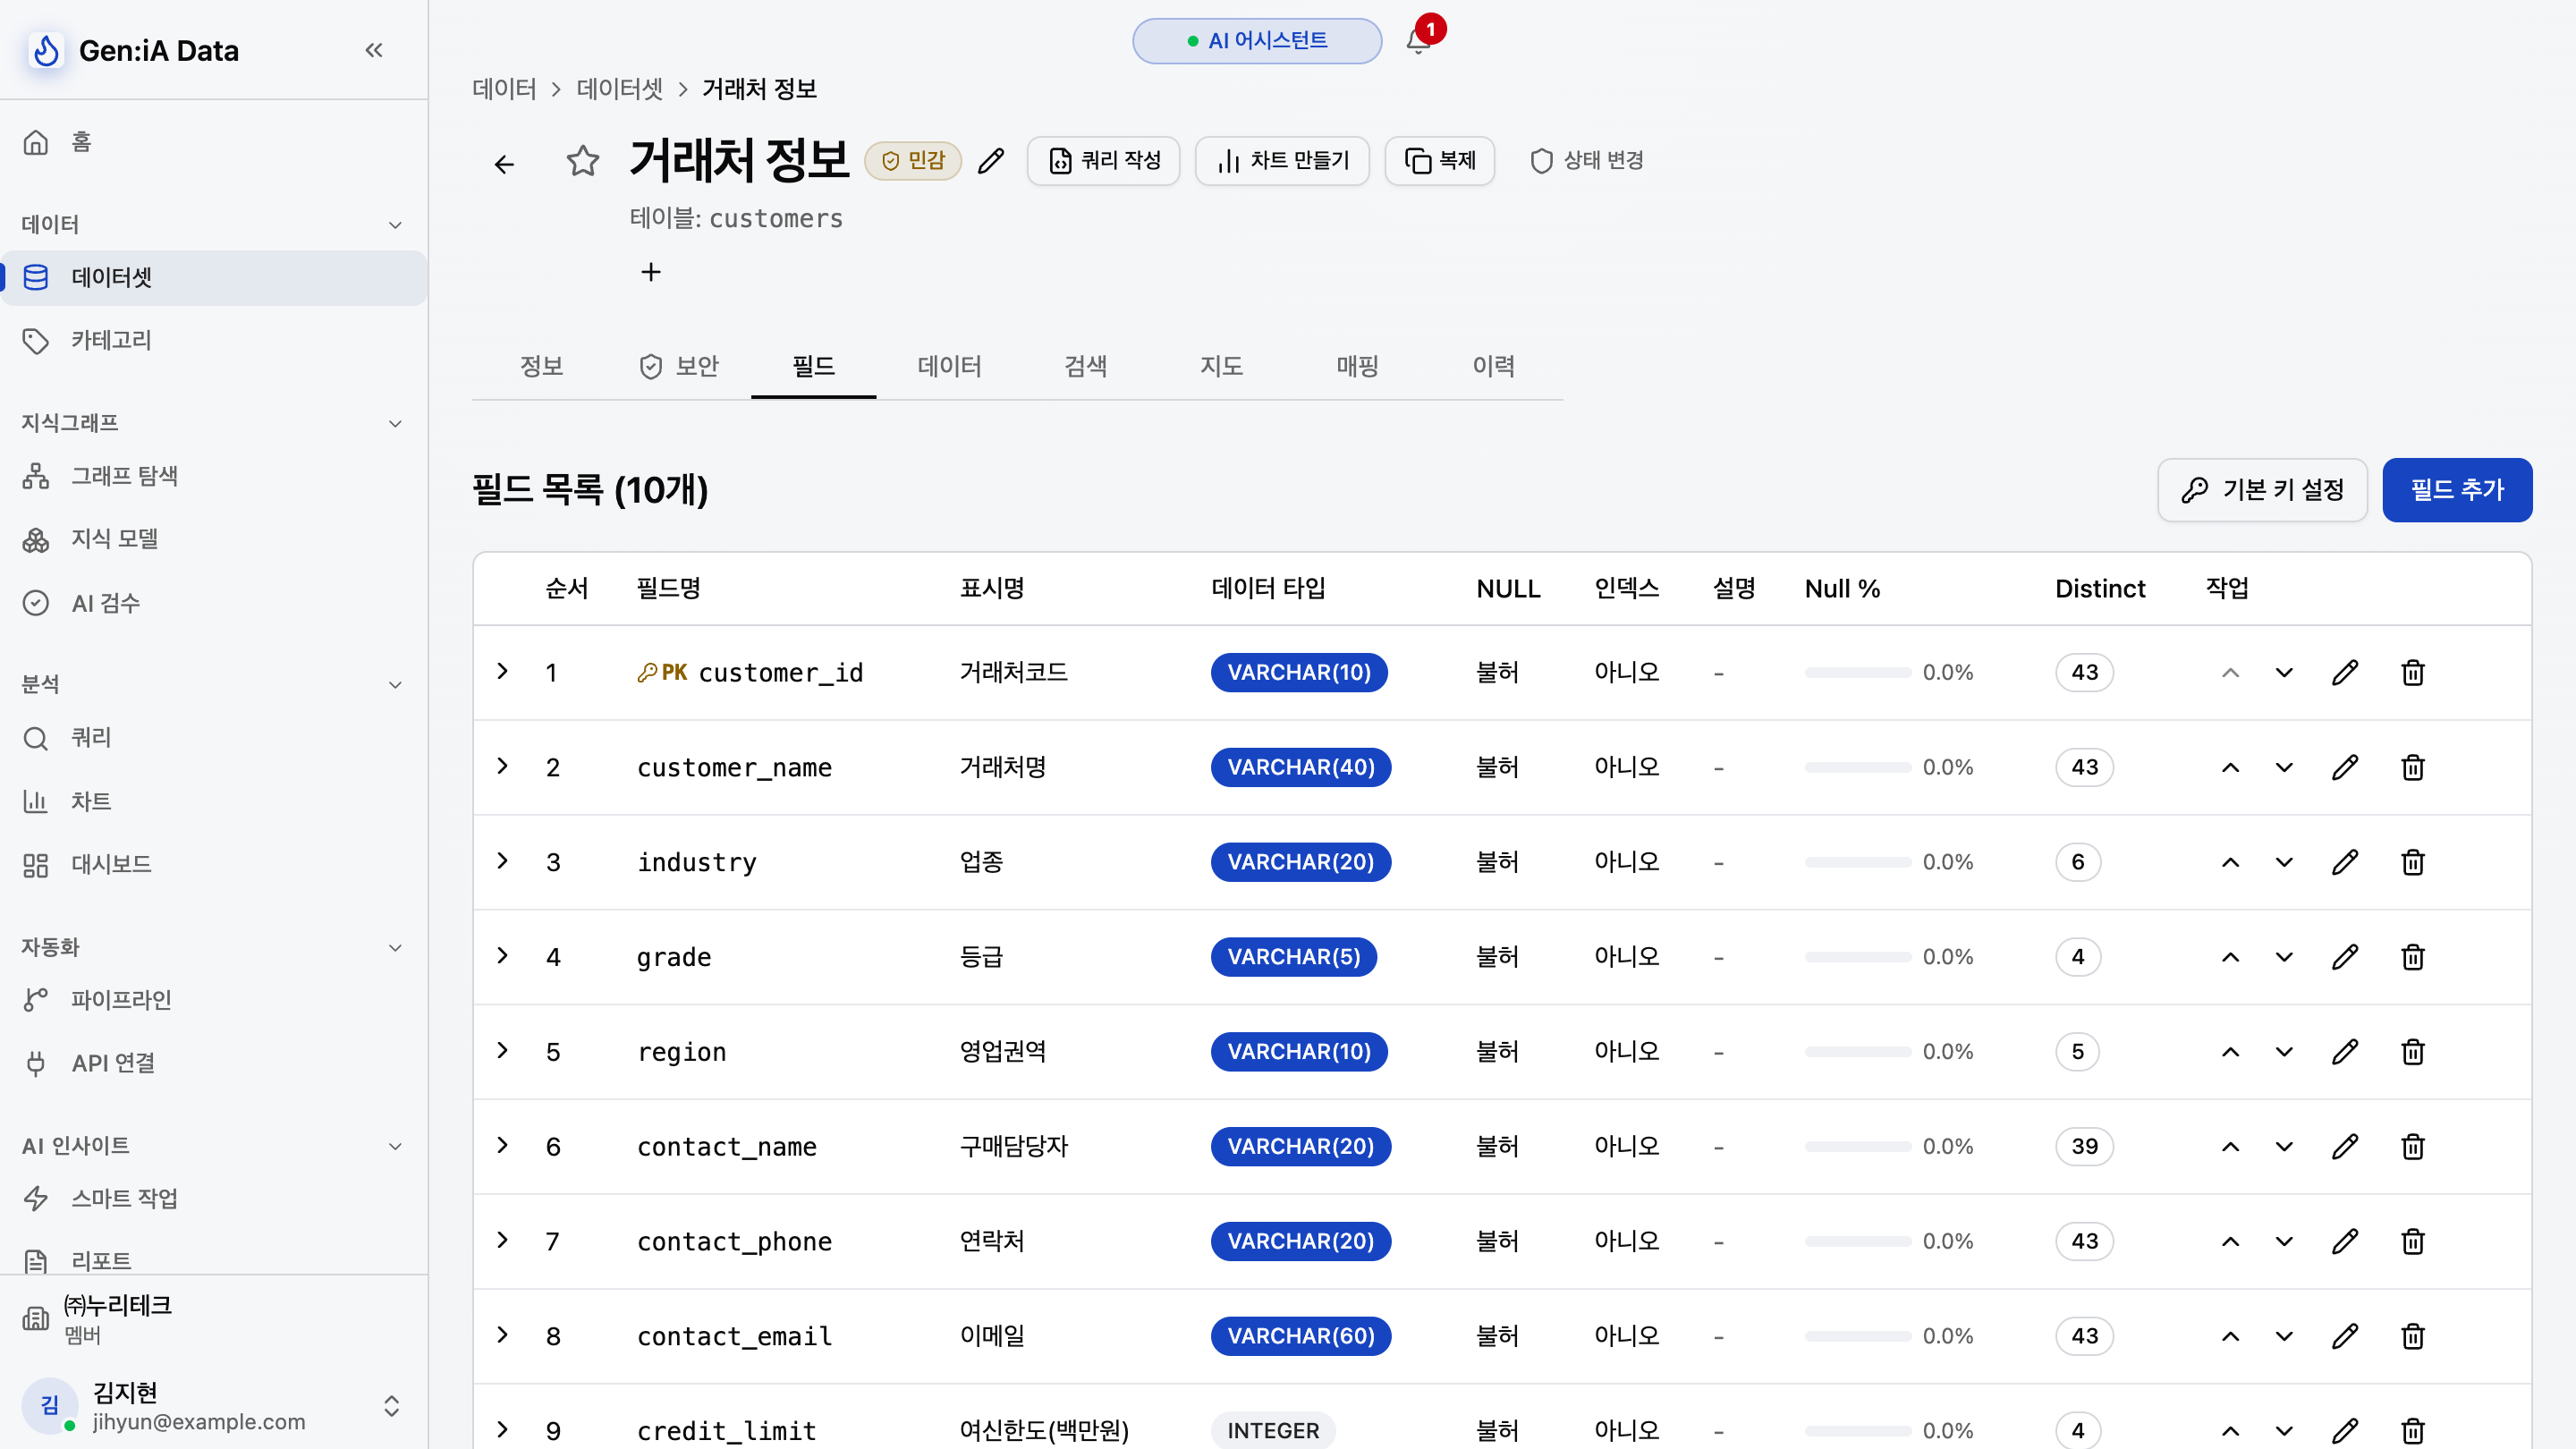 Gen:iA Data
AI 어시스턴트
1
홈
데이터
데이터셋
카테고리
지식그래프
그래프 탐색
지식 모델
AI 검수
분석
쿼리
차트
대시보드
자동화
파이프라인
API 연결
AI 인사이트
스마트 작업
리포트
㈜누리테크
멤버
김
김지현
jihyun@example.com
데이터 > 데이터셋 > 거래처 정보
거래처 정보 민감 쿼리 작성 차트 만들기 복제 상태 변경
테이블: customers
정보 보안 필드 데이터 검색 지도 매핑 이력
필드 목록 (10개) 기본 키 설정 필드 추가
순서 필드명 표시명 데이터 타입 NULL 인덱스 설명 Null % Distinct 작업
1 PK customer_id 거래처코드 VARCHAR(10) 불허 아니오 - 0.0% 43
2 customer_name 거래처명 VARCHAR(40) 불허 아니오 - 0.0% 43
3 industry 업종 VARCHAR(20) 불허 아니오 - 0.0% 6
4 grade 등급 VARCHAR(5) 불허 아니오 - 0.0% 4
5 region 영업권역 VARCHAR(10) 불허 아니오 - 0.0% 5
6 contact_name 구매담당자 VARCHAR(20) 불허 아니오 - 0.0% 39
7 contact_phone 연락처 VARCHAR(20) 불허 아니오 - 0.0% 43
8 contact_email 이메일 VARCHAR(60) 불허 아니오 - 0.0% 43
9 credit_limit 여신한도(백만원) INTEGER 불허 아니오 - 0.0% 4